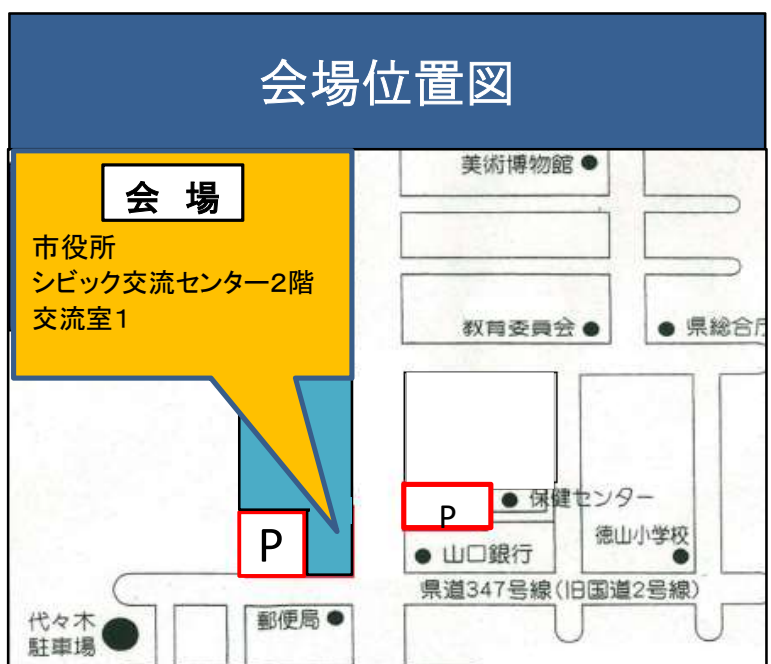 会場位置図
会 場
市役所
シビック交流センター2階
交流室1
美術博物館
教育委員会
県総合庁
P
保健センター
P
山口銀行
徳山小学校
県道347号線(旧国道2号線)
代々木
駐車場
郵便局